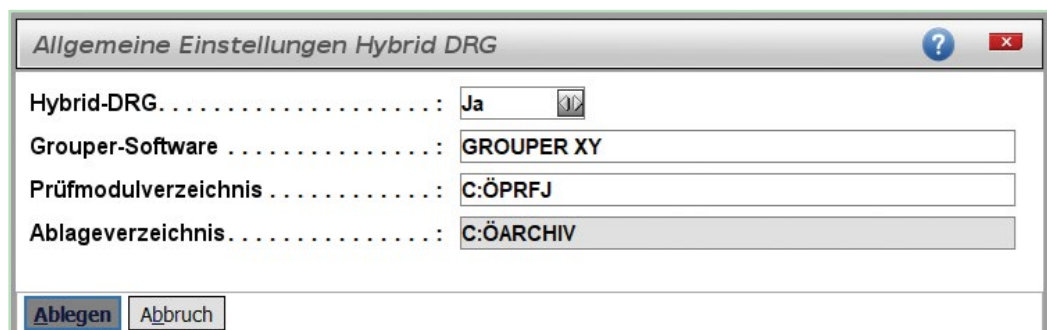 Allgemeine Einstellungen Hybrid DRG ?
Hybrid-DRG. . . . . . . . . . . . . . . . . . . . : Ja
Grouper-Software . . . . . . . . . . . . . . . : GROUPER XY
Prüfmodulverzeichnis . . . . . . . . . . . . : C:ÖPRFJ
Ablageverzeichnis. . . . . . . . . . . . . . . : C:ÖARCHIV
Ablegen Abbruch